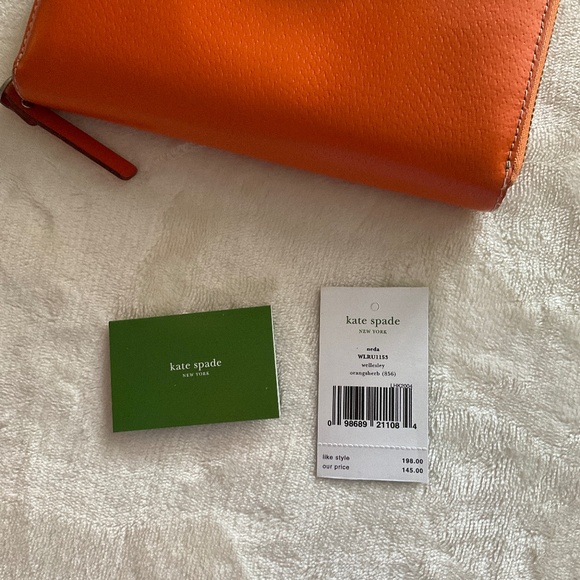 kate spade
NEW YORK
kate spade
NEW YORK
neda
WLRU1153
wellesley
orangsherb (856)
LHK2004
0 98689 21108 4
like style 198.00
our price 145.00